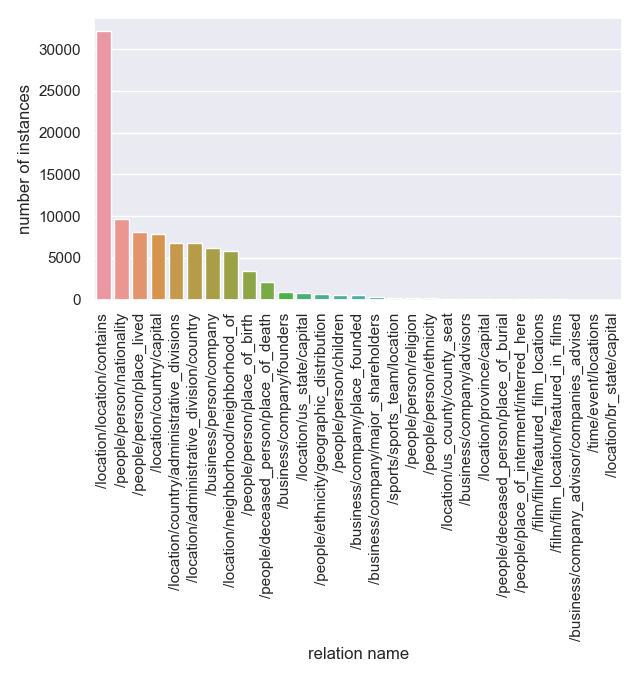 number of instances
30000
25000
20000
15000
10000
5000
0
/location/location/contains
/people/person/nationality
/people/person/place_lived
/location/country/capital
/location/country/administrative_divisions
/location/administrative_division/country
/business/person/company
/location/neighborhood/neighborhood_of
/people/person/place_of_birth
/people/deceased_person/place_of_death
/business/company/founders
/location/us_state/capital
/people/ethnicity/geographic_distribution
/people/person/children
/business/company/place_founded
/business/company/major_shareholders
/sports/sports_team/location
/people/person/religion
/people/person/ethnicity
/location/us_county/county_seat
/business/company/advisors
/location/province/capital
/people/deceased_person/place_of_burial
/people/place_of_interment/interred_here
/film/film/featured_film_locations
/film/film_location/featured_in_films
/business/company_advisor/companies_advised
/time/event/locations
/location/br_state/capital
relation name